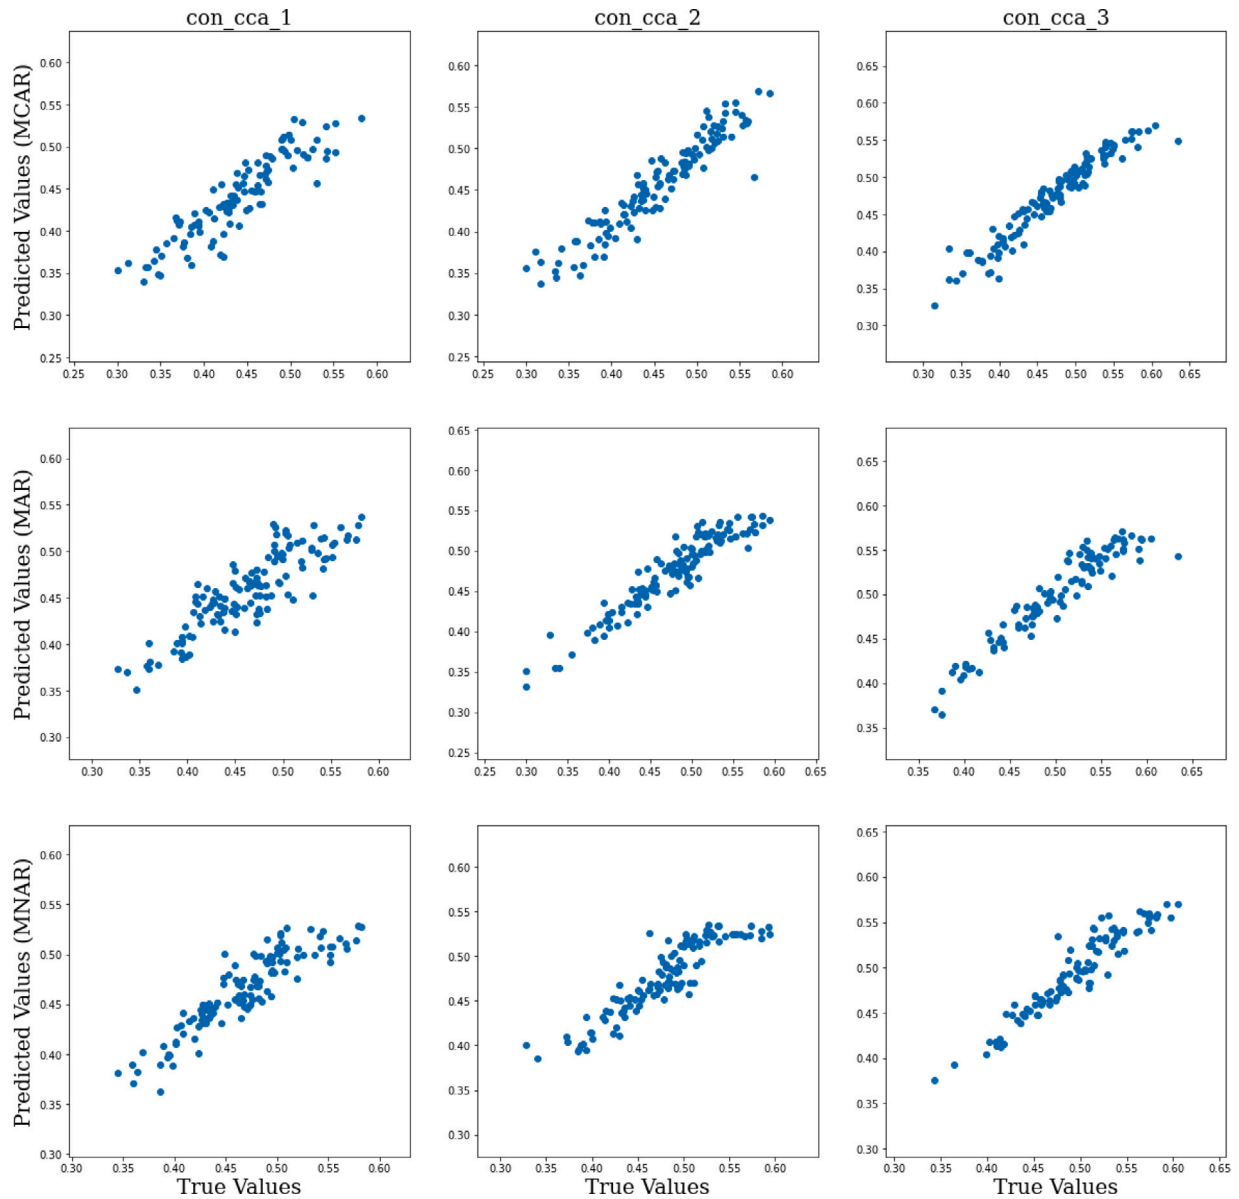 con_cca_1 con_cca_2 con_cca_3
Predicted Values (MCAR)
0.60 0.55 0.50 0.45 0.40 0.35 0.30 0.25
0.25 0.30 0.35 0.40 0.45 0.50 0.55 0.60
0.60 0.55 0.50 0.45 0.40 0.35 0.30 0.25
0.25 0.30 0.35 0.40 0.45 0.50 0.55 0.60
0.65 0.60 0.55 0.50 0.45 0.40 0.35 0.30
0.30 0.35 0.40 0.45 0.50 0.55 0.60 0.65
Predicted Values (MAR)
0.60 0.55 0.50 0.45 0.40 0.35 0.30
0.30 0.35 0.40 0.45 0.50 0.55 0.60
0.65 0.60 0.55 0.50 0.45 0.40 0.35 0.30 0.25
0.25 0.30 0.35 0.40 0.45 0.50 0.55 0.60 0.65
0.65 0.60 0.55 0.50 0.45 0.40 0.35
0.35 0.40 0.45 0.50 0.55 0.60 0.65
Predicted Values (MNAR)
0.60 0.55 0.50 0.45 0.40 0.35 0.30
0.30 0.35 0.40 0.45 0.50 0.55 0.60
0.60 0.55 0.50 0.45 0.40 0.35 0.30
0.30 0.35 0.40 0.45 0.50 0.55 0.60
0.65 0.60 0.55 0.50 0.45 0.40 0.35 0.30
0.30 0.35 0.40 0.45 0.50 0.55 0.60 0.65
True Values True Values True Values